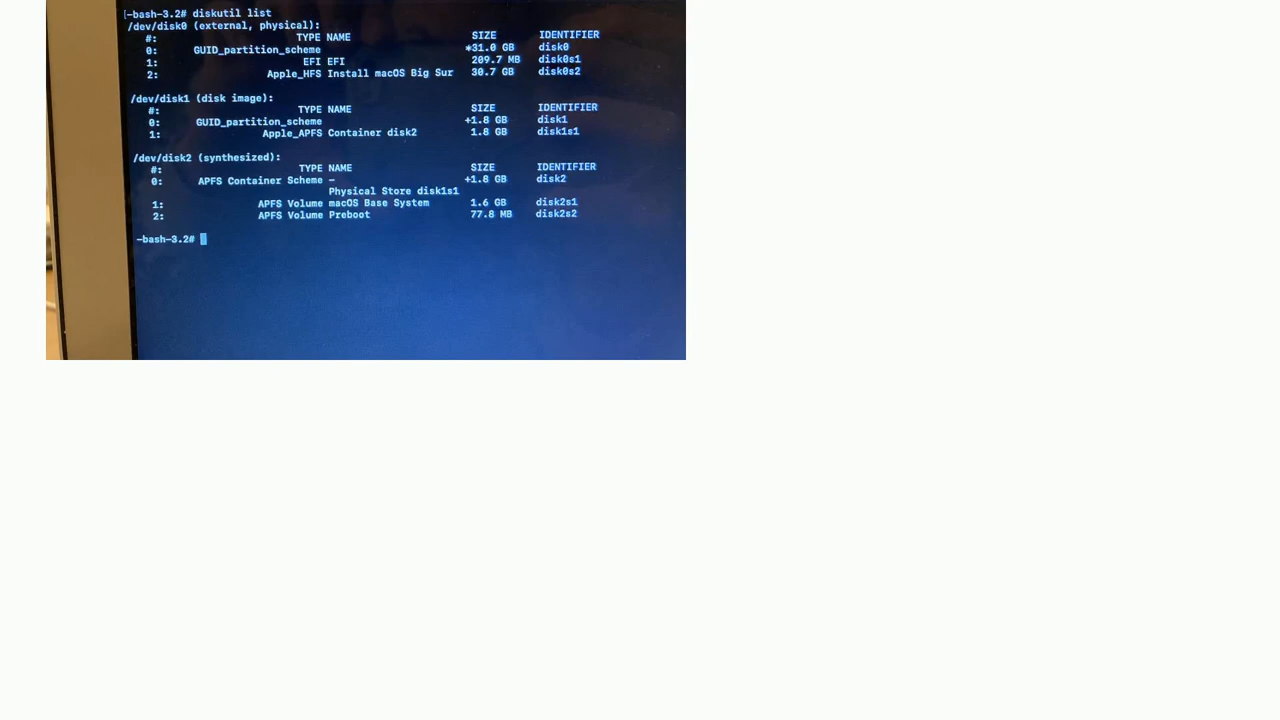 [-bash-3.2# diskutil list
/dev/disk0 (external, physical):
#: TYPE NAME SIZE IDENTIFIER
0: GUID_partition_scheme *31.0 GB disk0
1: EFI EFI 209.7 MB disk0s1
2: Apple_HFS Install macOS Big Sur 30.7 GB disk0s2
/dev/disk1 (disk image):
#: TYPE NAME SIZE IDENTIFIER
0: GUID_partition_scheme +1.8 GB disk1
1: Apple_APFS Container disk2 1.8 GB disk1s1
/dev/disk2 (synthesized):
#: TYPE NAME SIZE IDENTIFIER
0: APFS Container Scheme - +1.8 GB disk2
Physical Store disk1s1
1: APFS Volume macOS Base System 1.6 GB disk2s1
2: APFS Volume Preboot 77.8 MB disk2s2
-bash-3.2#